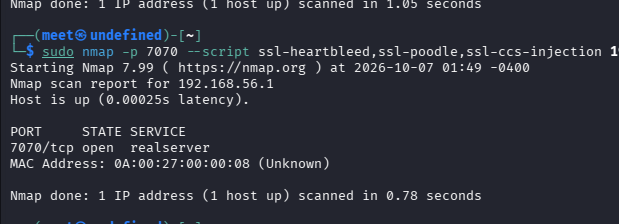 Nmap done: 1 IP address (1 host up) scanned in 1.05 seconds
┌──(meet㉿undefined)-[~]
└─$ sudo nmap -p 7070 --script ssl-heartbleed,ssl-poodle,ssl-ccs-injection
Starting Nmap 7.99 ( https://nmap.org ) at 2026-10-07 01:49 -0400
Nmap scan report for 192.168.56.1
Host is up (0.00025s latency).
PORT     STATE SERVICE
7070/tcp open  realserver
MAC Address: 0A:00:27:00:00:08 (Unknown)
Nmap done: 1 IP address (1 host up) scanned in 0.78 seconds